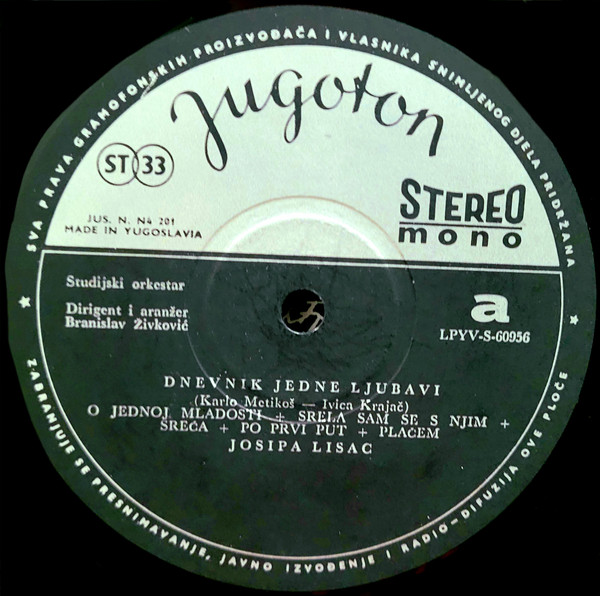 SVA PRAVA GRAMOFONSKIH PROIZVOĐAČA I VLASNIKA SNIMLJENOG DJELA PRIDRŽANA
Jugoton
ST 33
STEREO
mono
JUS. N. N4 201
MADE IN YUGOSLAVIA
Studijski orkestar
Dirigent i aranžer
Branislav Živković
a
LPYV-S-60956
DNEVNIK JEDNE LJUBAVI
(Karlo Metikoš — Ivica Krajač)
O JEDNOJ MLADOSTI + SRELA SAM SE S NJIM +
SREĆA + PO PRVI PUT + PLAČEM
JOSIPA LISAC
ZABRANJUJE SE PRESNIMAVANJE, JAVNO IZVOĐENJE I RADIO-DIFUZIJA OVE PLOČE